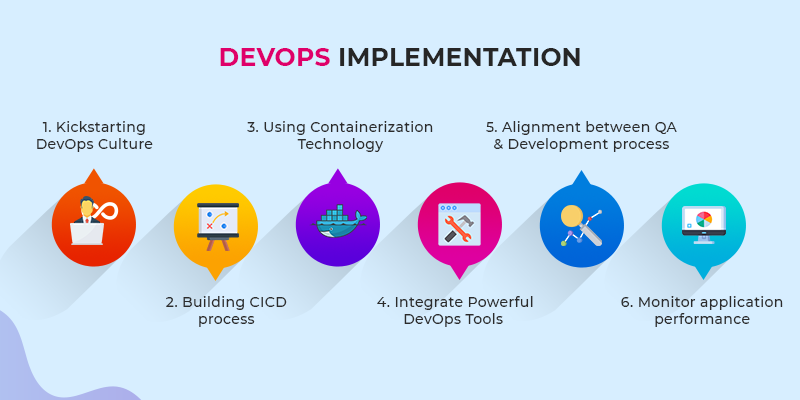 DEVOPS IMPLEMENTATION
1. Kickstarting
DevOps Culture
2. Building CICD
process
3. Using Containerization
Technology
4. Integrate Powerful
DevOps Tools
5. Alignment between QA
& Development process
6. Monitor application
performance